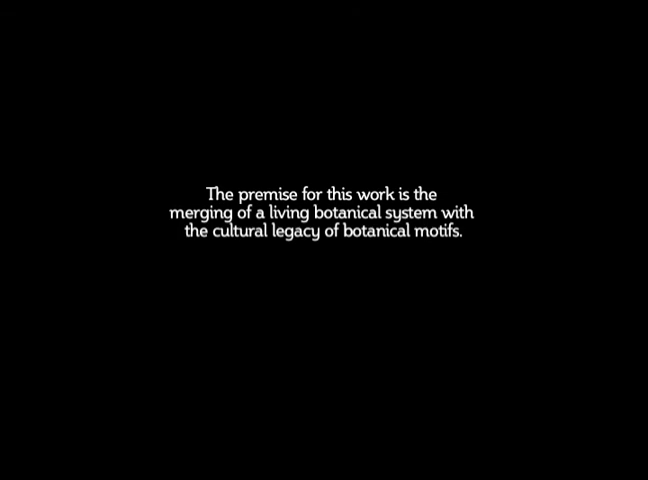 The premise for this work is the
merging of a living botanical system with
the cultural legacy of botanical motifs.